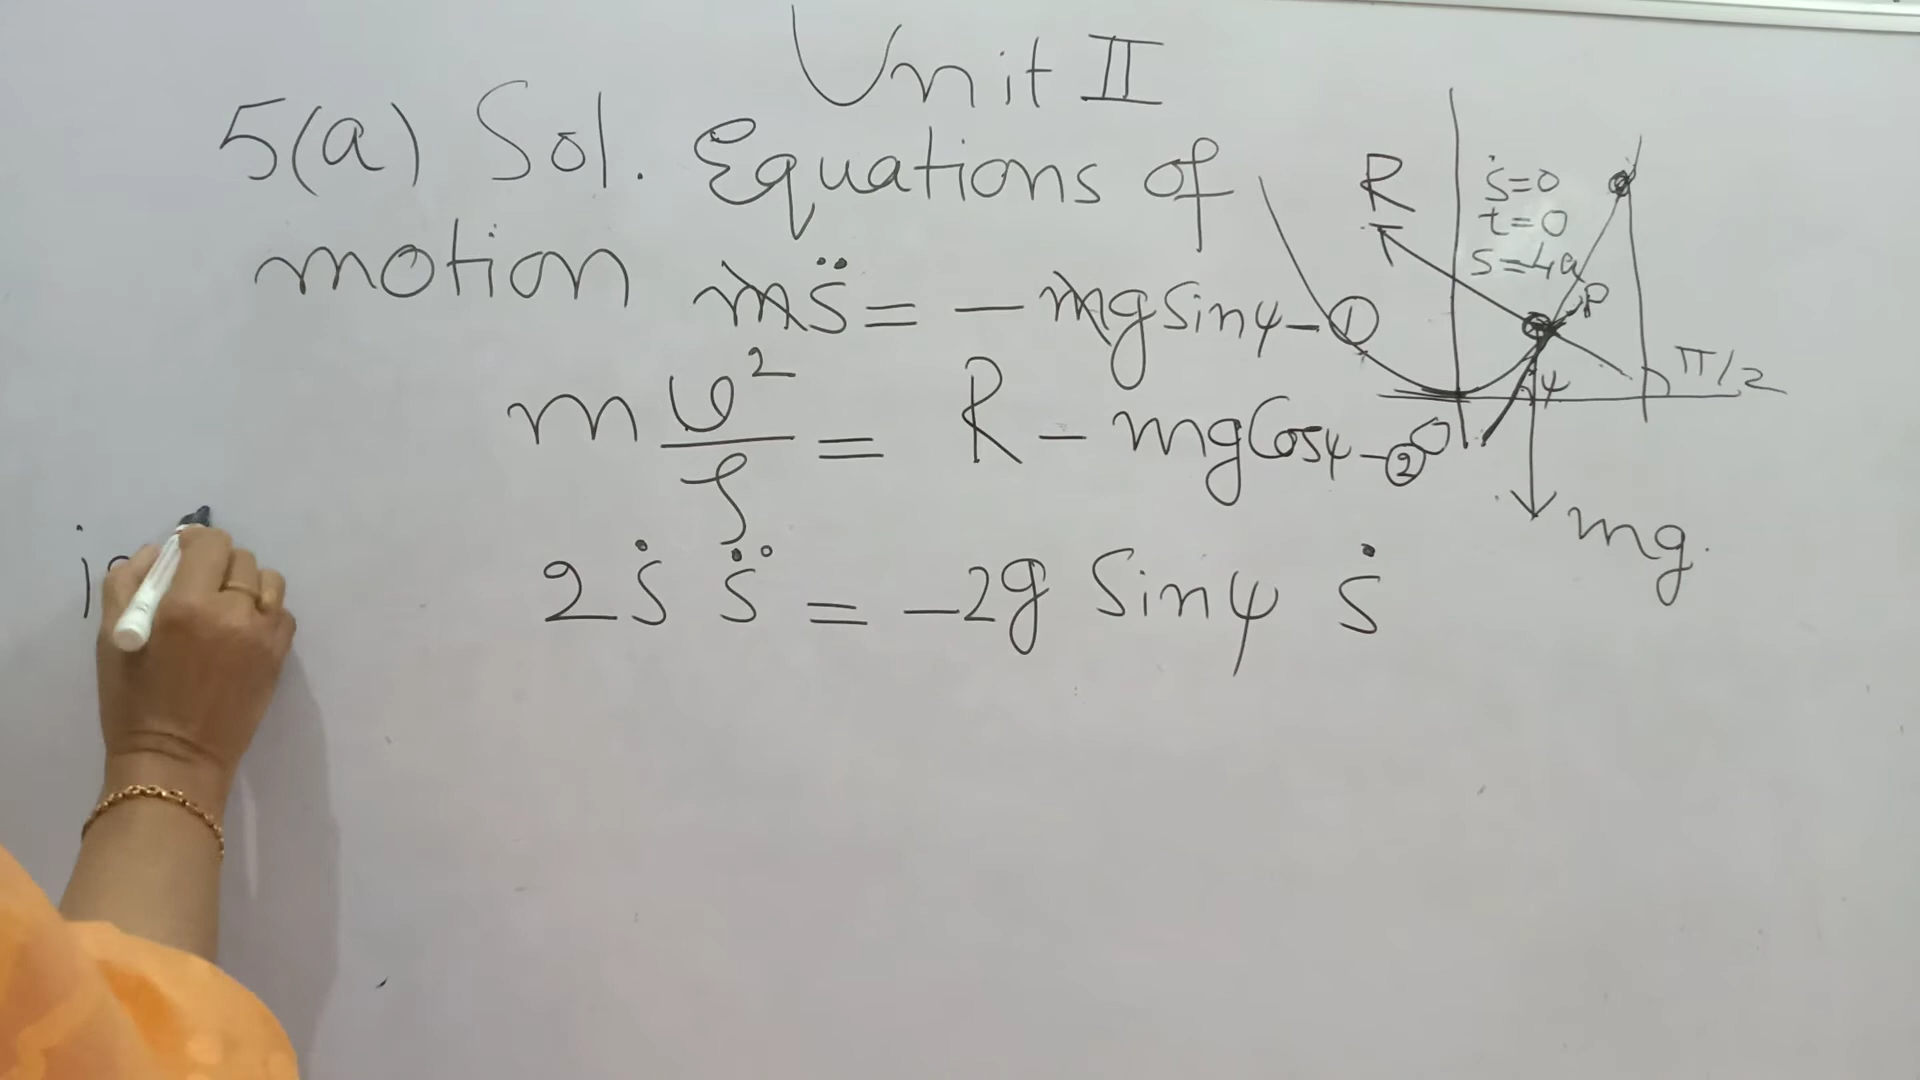 Unit II
5(a) Sol. Equations of
motion ms̈ = - mg sinψ - ①
m v²/ρ = R - mg Cosψ - ②
2 ṡ s̈ = -2g Sinψ ṡ
R
ṡ=0
t=0
s=4a
P
π/2
ψ
O
mg.